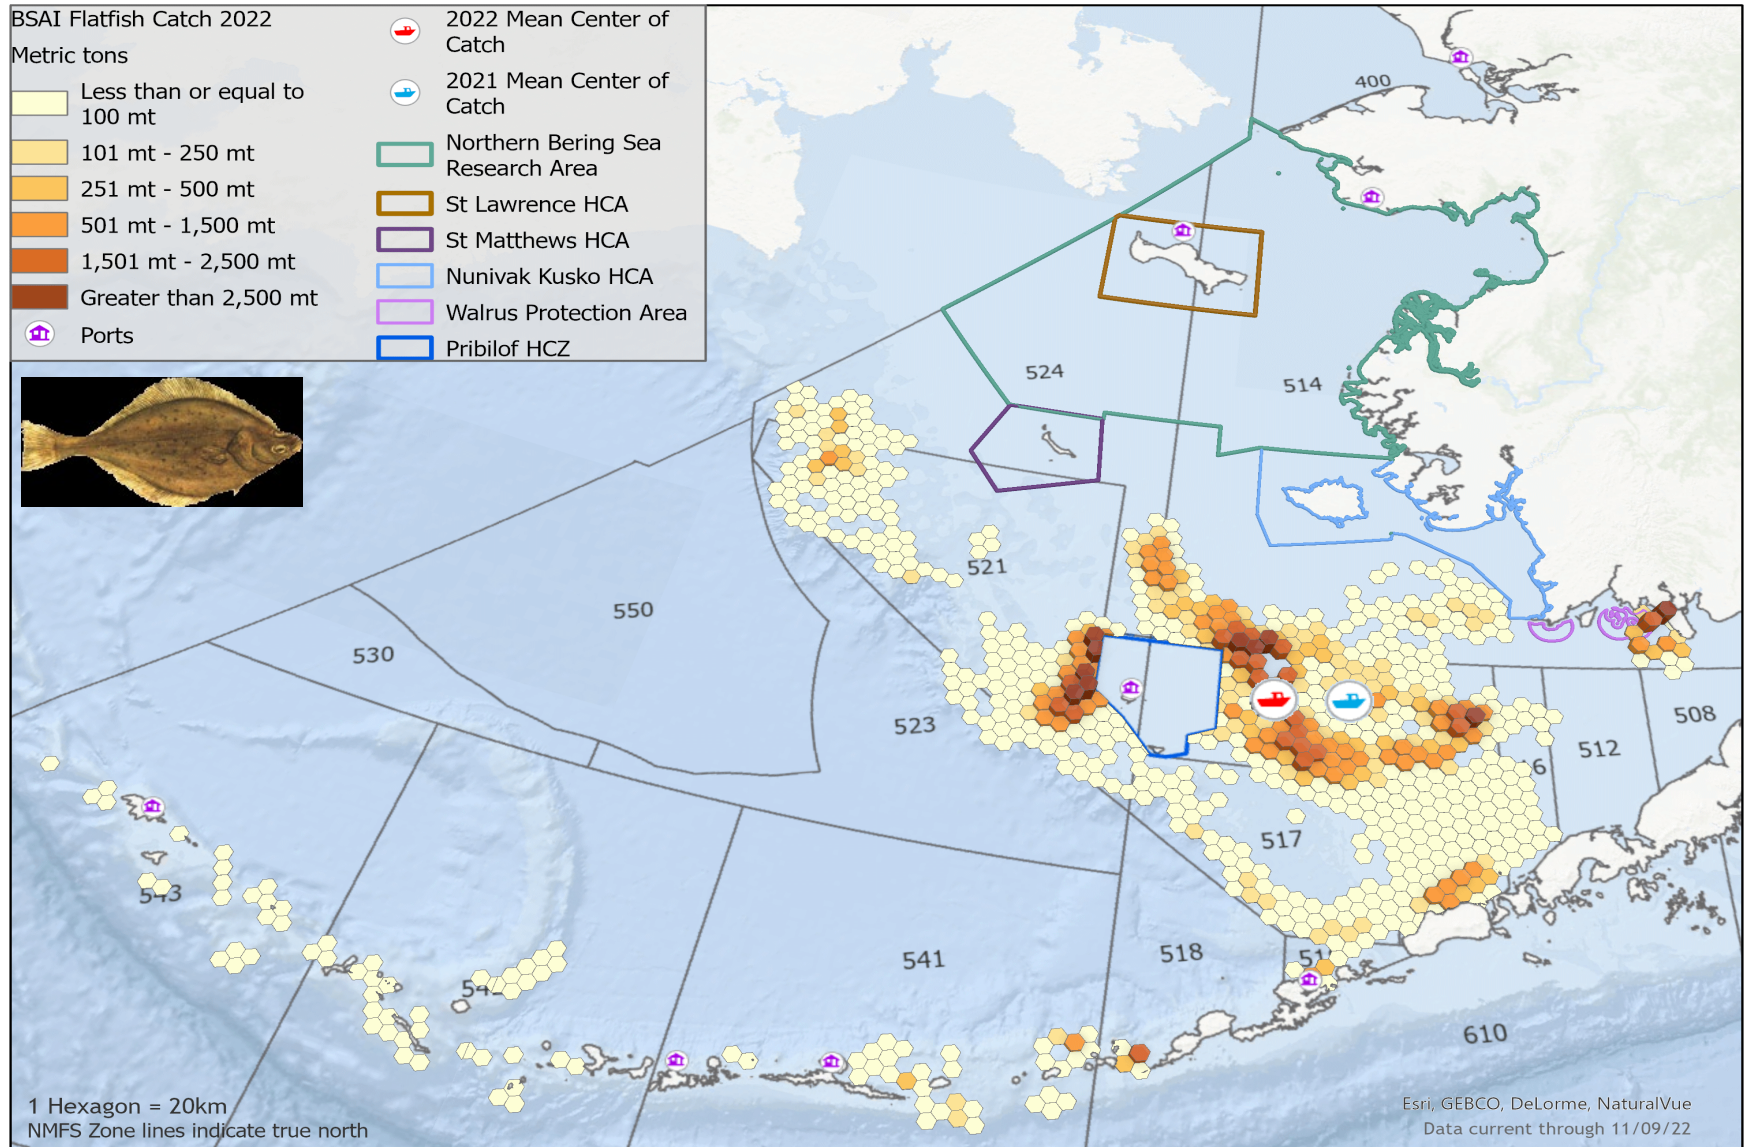 BSAI Flatfish Catch 2022
Metric tons
Less than or equal to
100 mt
101 mt - 250 mt
251 mt - 500 mt
501 mt - 1,500 mt
1,501 mt - 2,500 mt
Greater than 2,500 mt
Ports
2022 Mean Center of
Catch
2021 Mean Center of
Catch
Northern Bering Sea
Research Area
St Lawrence HCA
St Matthews HCA
Nunivak Kusko HCA
Walrus Protection Area
Pribilof HCZ
400
524
514
521
550
530
523
508
512
517
543
541
518
610
1 Hexagon = 20km
NMFS Zone lines indicate true north
Esri, GEBCO, DeLorme, NaturalVue
Data current through 11/09/22